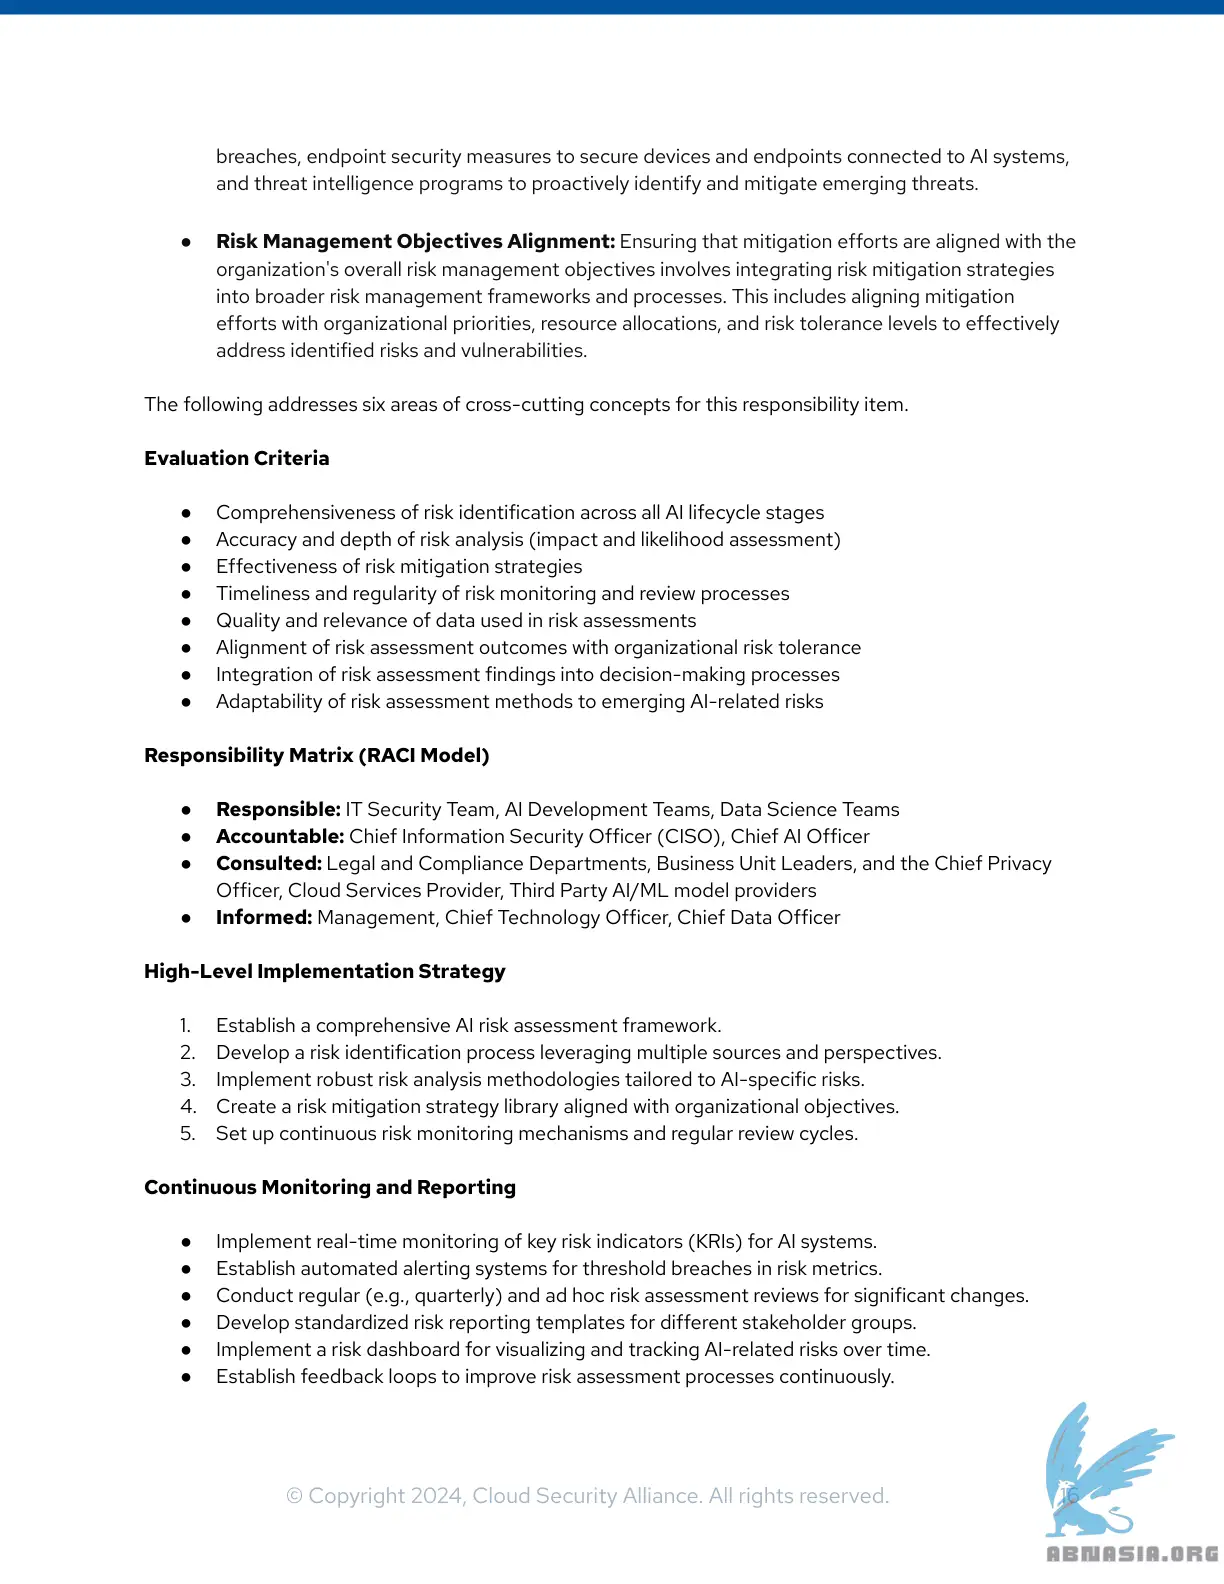 breaches, endpoint security measures to secure devices and endpoints connected to AI systems,
and threat intelligence programs to proactively identify and mitigate emerging threats.
● Risk Management Objectives Alignment: Ensuring that mitigation efforts are aligned with the
organization's overall risk management objectives involves integrating risk mitigation strategies
into broader risk management frameworks and processes. This includes aligning mitigation
efforts with organizational priorities, resource allocations, and risk tolerance levels to effectively
address identified risks and vulnerabilities.
The following addresses six areas of cross-cutting concepts for this responsibility item.
Evaluation Criteria
● Comprehensiveness of risk identification across all AI lifecycle stages
● Accuracy and depth of risk analysis (impact and likelihood assessment)
● Effectiveness of risk mitigation strategies
● Timeliness and regularity of risk monitoring and review processes
● Quality and relevance of data used in risk assessments
● Alignment of risk assessment outcomes with organizational risk tolerance
● Integration of risk assessment findings into decision-making processes
● Adaptability of risk assessment methods to emerging AI-related risks
Responsibility Matrix (RACI Model)
● Responsible: IT Security Team, AI Development Teams, Data Science Teams
● Accountable: Chief Information Security Officer (CISO), Chief AI Officer
● Consulted: Legal and Compliance Departments, Business Unit Leaders, and the Chief Privacy
Officer, Cloud Services Provider, Third Party AI/ML model providers
● Informed: Management, Chief Technology Officer, Chief Data Officer
High-Level Implementation Strategy
1. Establish a comprehensive AI risk assessment framework.
2. Develop a risk identification process leveraging multiple sources and perspectives.
3. Implement robust risk analysis methodologies tailored to AI-specific risks.
4. Create a risk mitigation strategy library aligned with organizational objectives.
5. Set up continuous risk monitoring mechanisms and regular review cycles.
Continuous Monitoring and Reporting
● Implement real-time monitoring of key risk indicators (KRIs) for AI systems.
● Establish automated alerting systems for threshold breaches in risk metrics.
● Conduct regular (e.g., quarterly) and ad hoc risk assessment reviews for significant changes.
● Develop standardized risk reporting templates for different stakeholder groups.
● Implement a risk dashboard for visualizing and tracking AI-related risks over time.
● Establish feedback loops to improve risk assessment processes continuously.
© Copyright 2024, Cloud Security Alliance. All rights reserved.
16
ABNASIA.ORG